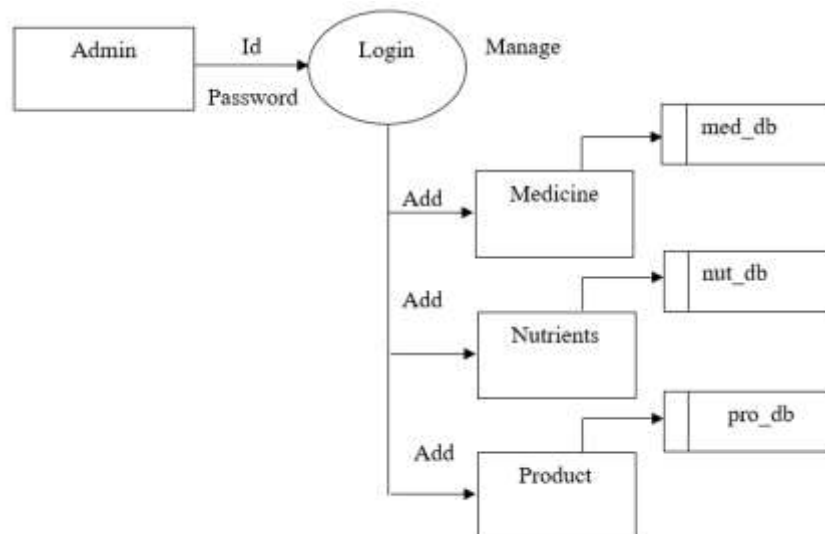 Admin
Id
Password
Login
Manage
med_db
Add
Medicine
nut_db
Add
Nutrients
pro_db
Add
Product